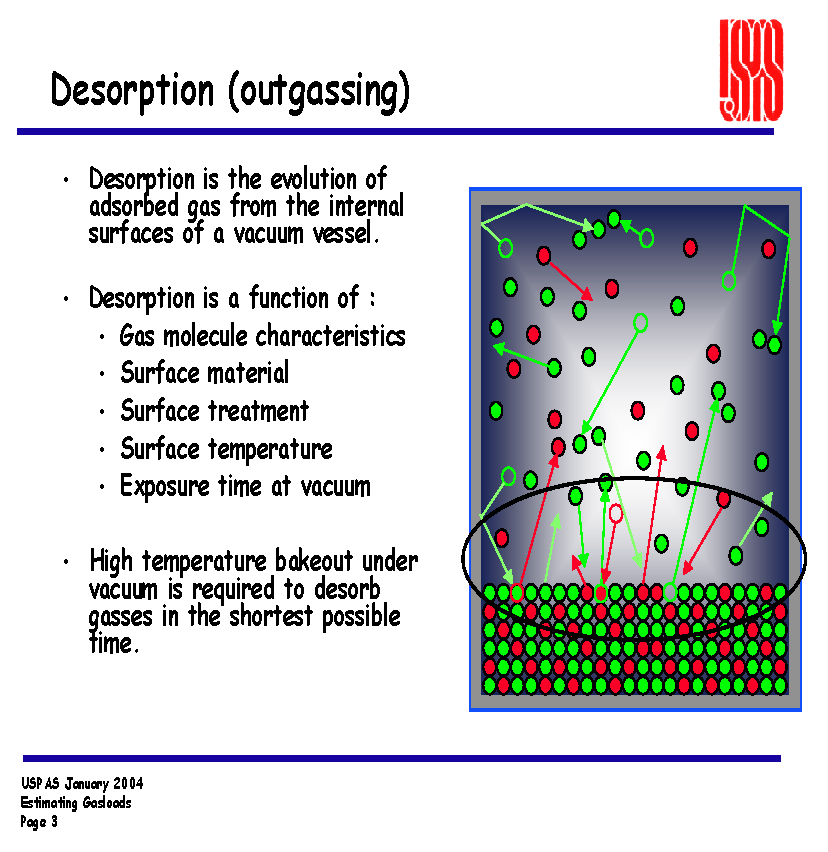 Desorption (outgassing)
• Desorption is the evolution of
adsorbed gas from the internal
surfaces of a vacuum vessel.
• Desorption is a function of :
• Gas molecule characteristics
• Surface material
• Surface treatment
• Surface temperature
• Exposure time at vacuum
• High temperature bakeout under
vacuum is required to desorb
gasses in the shortest possible
time.
USPAS January 2004
Estimating Gasloads
Page 3